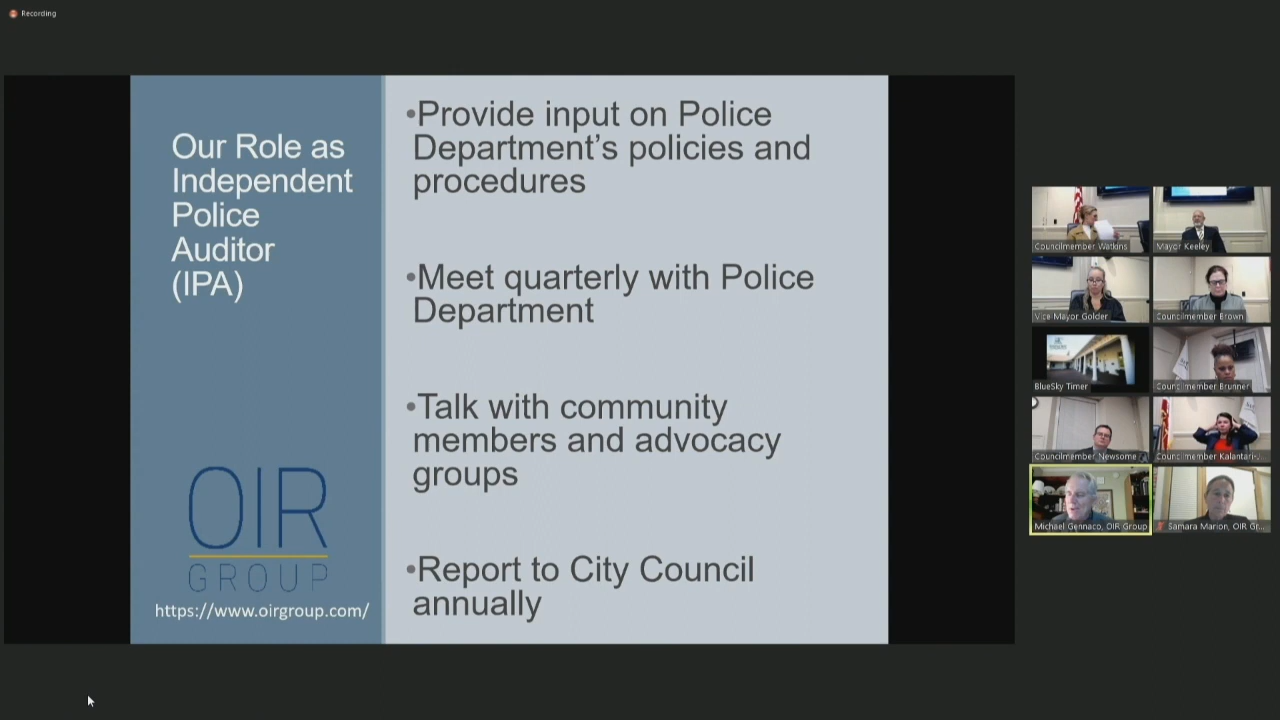 Recording
Our Role as
Independent
Police
Auditor
(IPA)
OIR
GROUP
https://www.oirgroup.com/
•Provide input on Police
Department's policies and
procedures
•Meet quarterly with Police
Department
•Talk with community
members and advocacy
groups
•Report to City Council
annually
Councilmember Watkins
Mayor Keeley
Vice Mayor Golder
Councilmember Brown
BlueSky Timer
Councilmember Brunner
Councilmember Newsome
Councilmember Kalantari-J...
Michael Gennaco, OIR Group
Samara Marion, OIR Gr...